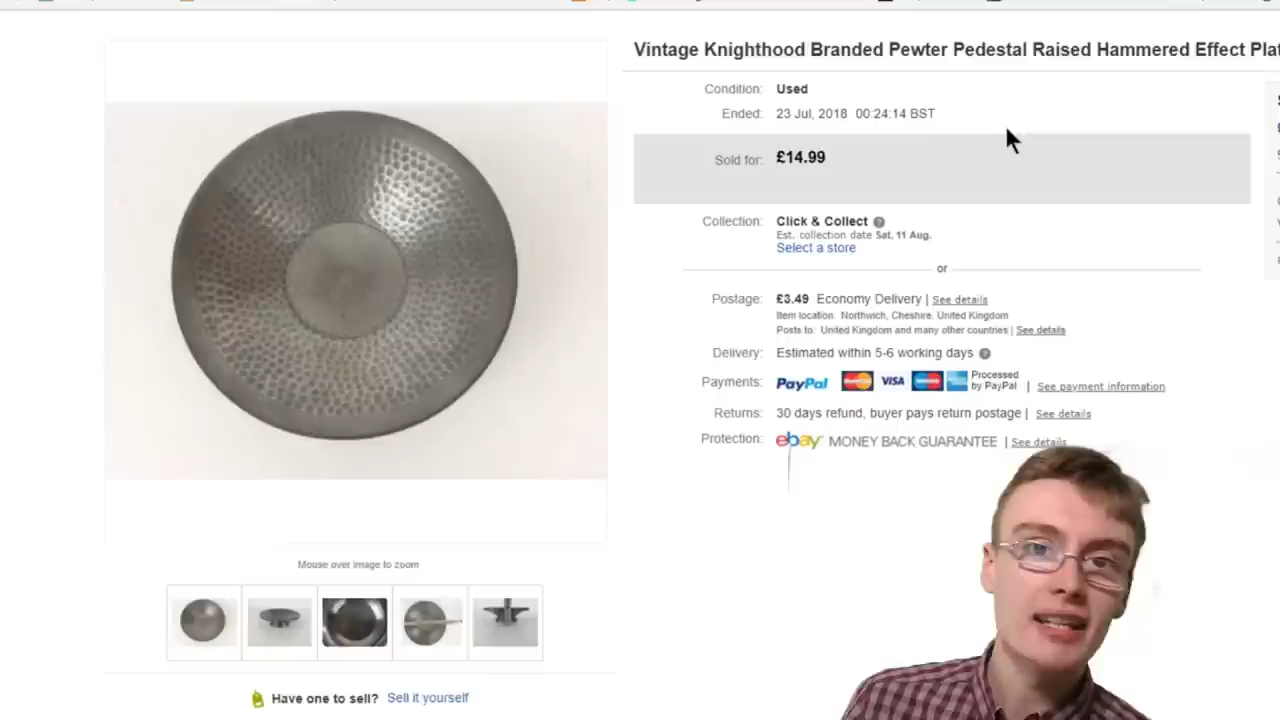 Vintage Knighthood Branded Pewter Pedestal Raised Hammered Effect Plat
Condition: Used
Ended: 23 Jul, 2018 00:24:14 BST
Sold for: £14.99
Collection: Click & Collect
Est. collection date Sat, 11 Aug.
Select a store
or
Postage: £3.49 Economy Delivery | See details
Item location: Northwich, Cheshire, United Kingdom
Posts to: United Kingdom and many other countries | See details
Delivery: Estimated within 5-6 working days
Payments: PayPal MasterCard VISA Maestro Processed by PayPal | See payment information
Returns: 30 days refund, buyer pays return postage | See details
Protection: ebay MONEY BACK GUARANTEE | See details
Mouse over image to zoom
Have one to sell? Sell it yourself